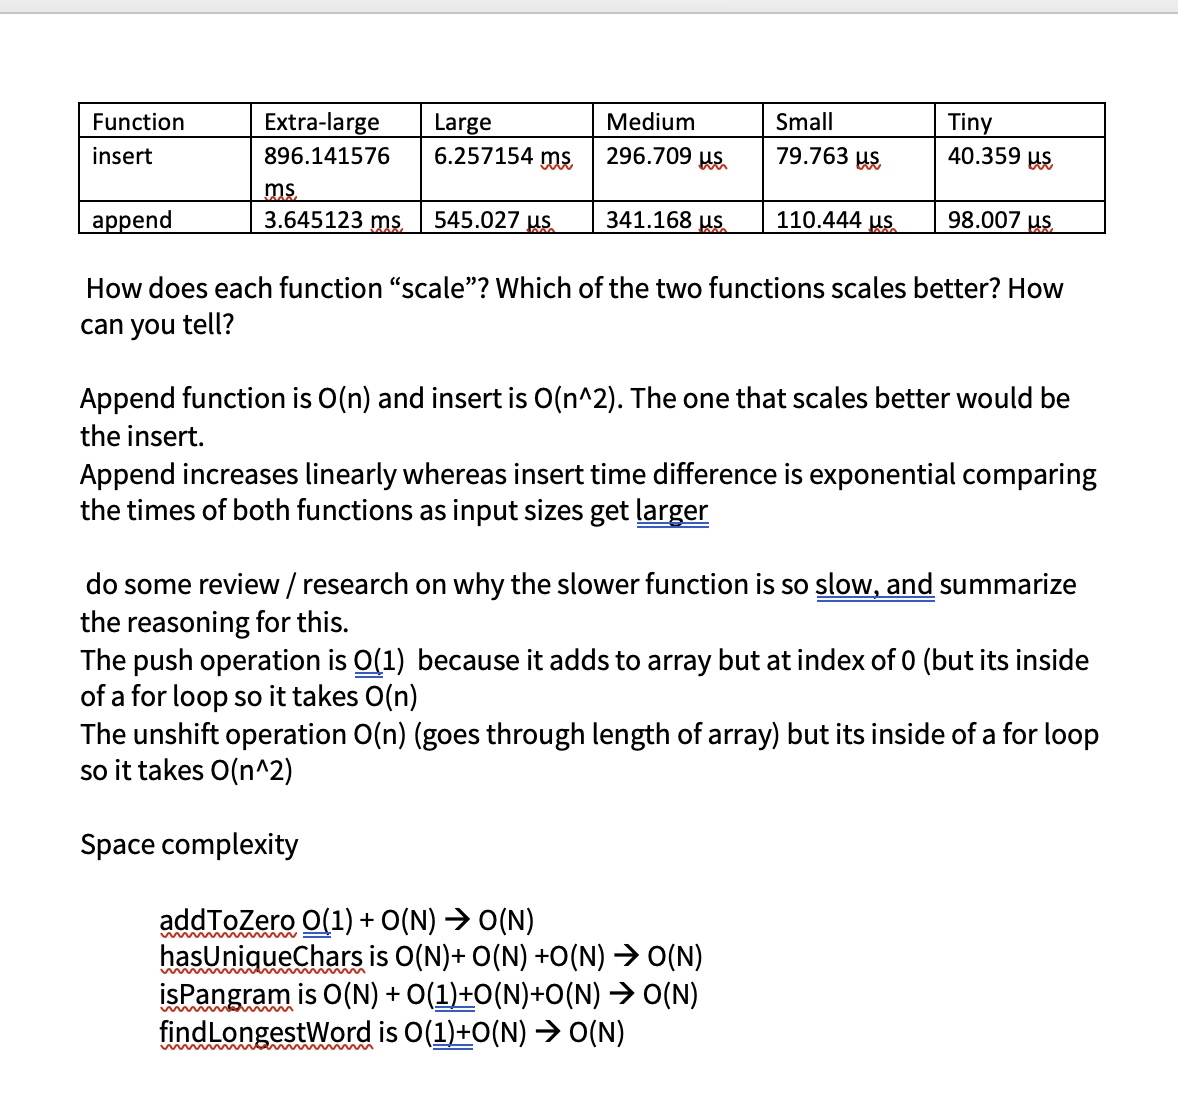 Function Extra-large Large Medium Small Tiny
insert 896.141576 6.257154 ms 296.709 µs 79.763 µs 40.359 µs
ms
append 3.645123 ms 545.027 µs 341.168 µs 110.444 µs 98.007 µs
How does each function “scale”? Which of the two functions scales better? How
can you tell?
Append function is O(n) and insert is O(n^2). The one that scales better would be
the insert.
Append increases linearly whereas insert time difference is exponential comparing
the times of both functions as input sizes get larger
do some review / research on why the slower function is so slow, and summarize
the reasoning for this.
The push operation is O(1)  because it adds to array but at index of 0 (but its inside
of a for loop so it takes O(n)
The unshift operation O(n) (goes through length of array) but its inside of a for loop
so it takes O(n^2)
Space complexity
addToZero O(1) + O(N) → O(N)
hasUniqueChars is O(N)+ O(N) +O(N) → O(N)
isPangram is O(N) + O(1)+O(N)+O(N) → O(N)
findLongestWord is O(1)+O(N) → O(N)